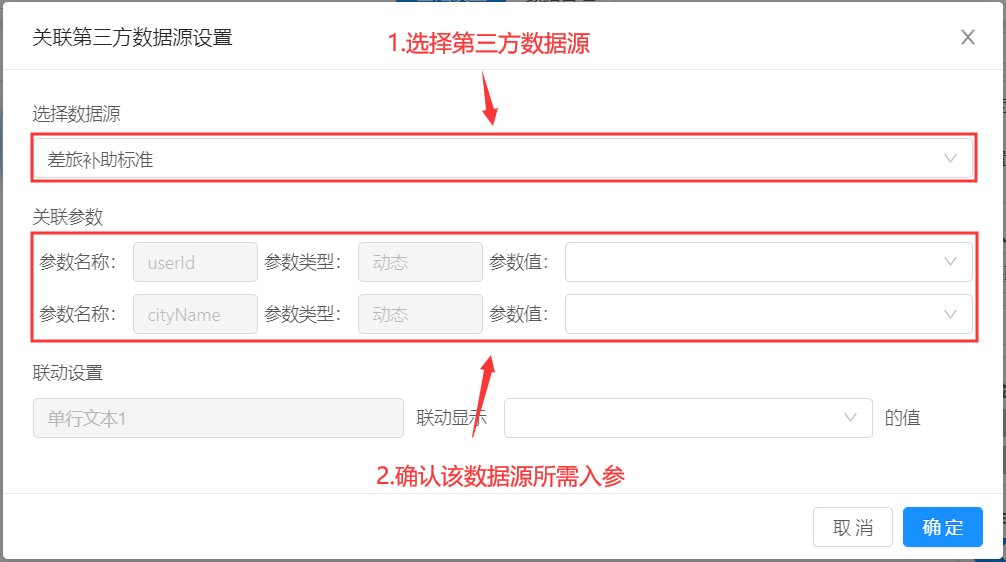 关联第三方数据源设置
1.选择第三方数据源
选择数据源
差旅补助标准
关联参数
参数名称： userId 参数类型： 动态 参数值：
参数名称： cityName 参数类型： 动态 参数值：
联动设置
单行文本1 联动显示 的值
2.确认该数据源所需入参
取 消 确 定